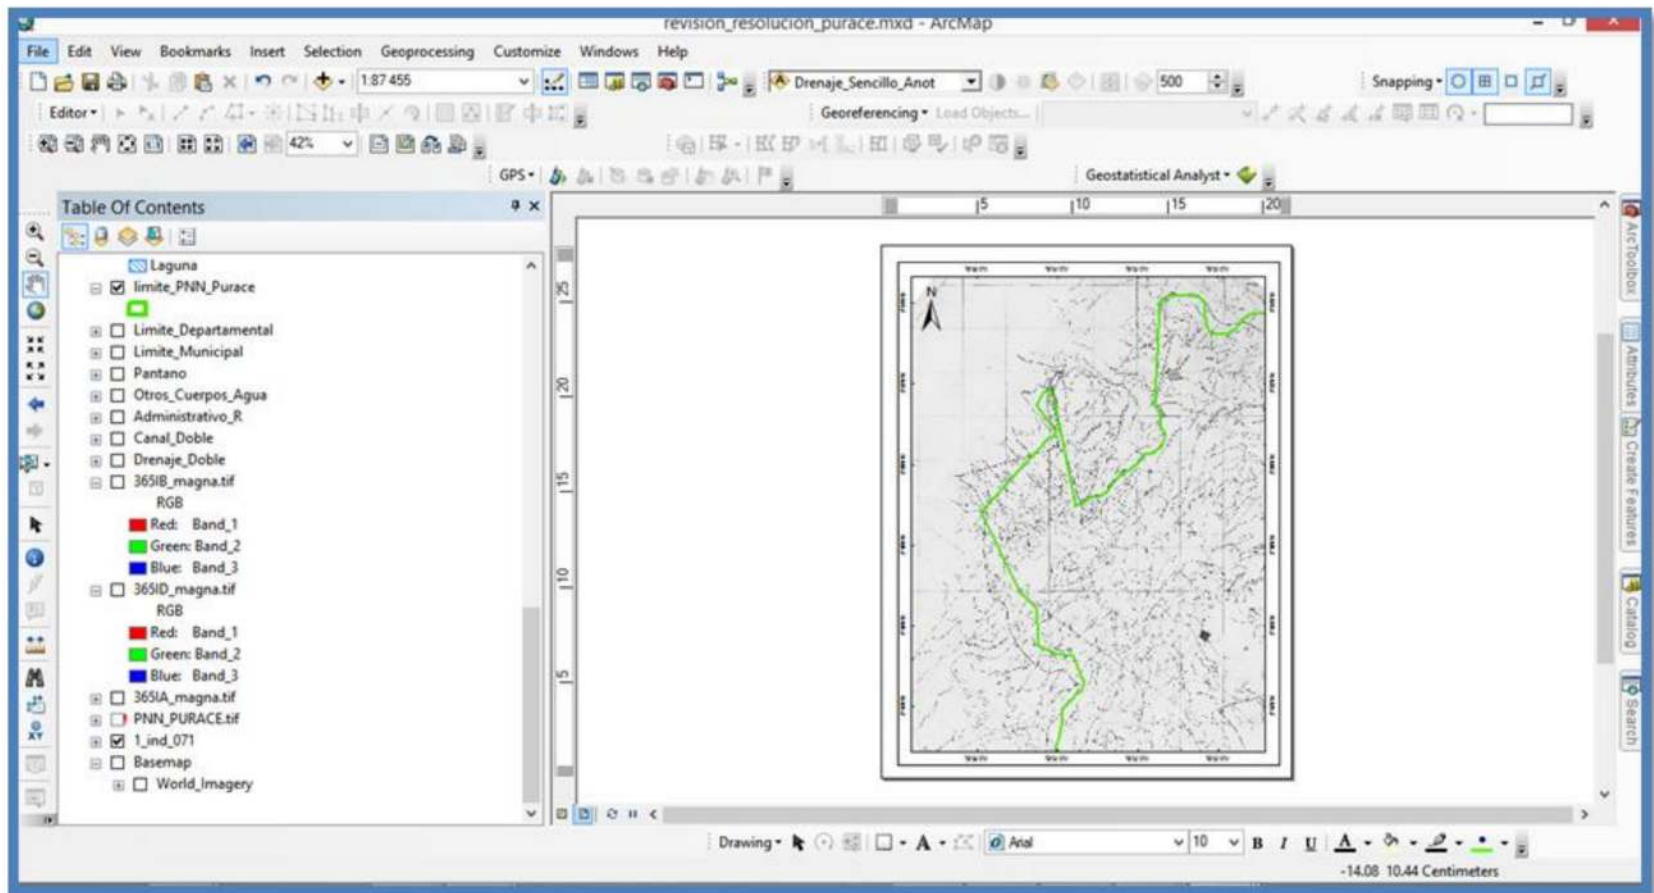 revision_resolucion_purace.mxd - ArcMap
File Edit View Bookmarks Insert Selection Geoprocessing Customize Windows Help
1:87 455 Drenaje_Sencillo_Anot 500 Snapping
Editor Georeferencing Load Objects...
42%
GPS Geostatistical Analyst
Table Of Contents
5 10 15 20
Laguna
limite_PNN_Purace
Limite_Departamental
Limite_Municipal
Pantano
Otros_Cuerpos_Agua
Administrativo_R
Canal_Doble
Drenaje_Doble
365IB_magna.tif
RGB
Red: Band_1
Green: Band_2
Blue: Band_3
365ID_magna.tif
RGB
Red: Band_1
Green: Band_2
Blue: Band_3
365IA_magna.tif
PNN_PURACE.tif
1_ind_071
Basemap
World_Imagery
25
20
15
10
5
N
ArcToolbox
Attributes
Create Features
Catalog
Search
Drawing A Arial 10 B I U A
-14.08 10.44 Centimeters